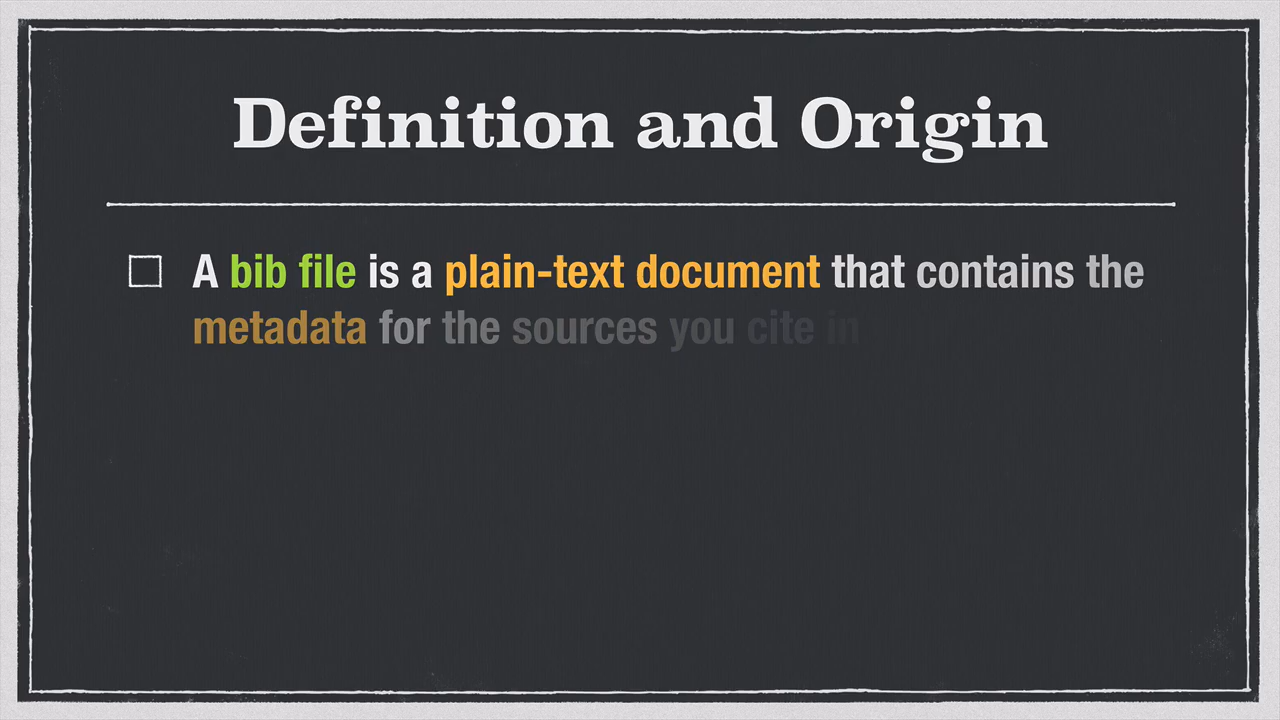 Definition and Origin
A bib file is a plain-text document that contains the
metadata for the sources you cite in